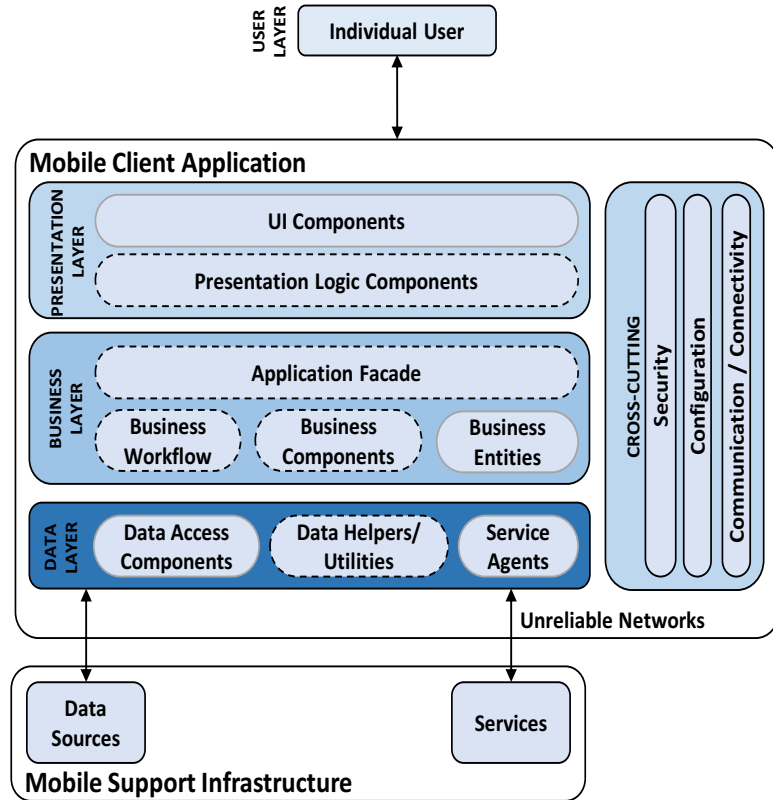 USER
LAYER
Individual User
Mobile Client Application
PRESENTATION
LAYER
UI Components
Presentation Logic Components
BUSINESS
LAYER
Application Facade
Business
Workflow
Business
Components
Business
Entities
DATA
LAYER
Data Access
Components
Data Helpers/
Utilities
Service
Agents
CROSS-CUTTING
Security
Configuration
Communication / Connectivity
Unreliable Networks
Data
Sources
Services
Mobile Support Infrastructure